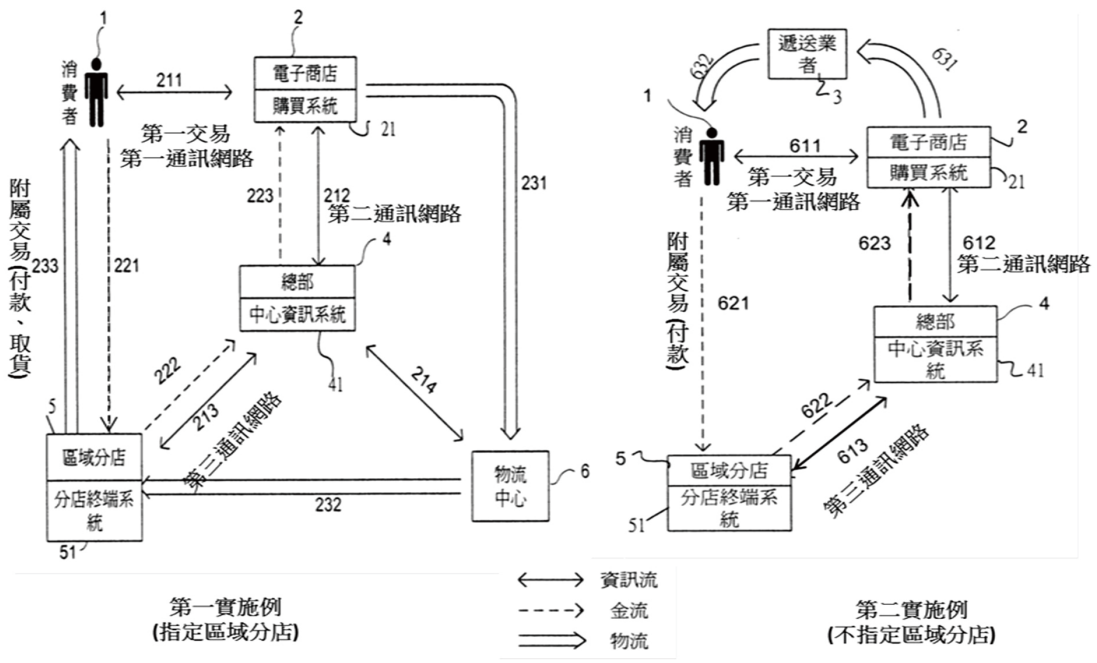 1
消
費
者
211
第一交易
第一通訊網路
2
電子商店
購買系統
21
223
212
第二通訊網路
231
附屬交易(付款、取貨)
233
221
4
總部
中心資訊系統
41
222
213
第三通訊網路
214
5
區域分店
分店終端系
統
51
232
物流
中心
6
第一實施例
(指定區域分店)
遞送業
者
3
632
631
1
消
費
者
611
第一交易
第一通訊網路
2
電子商店
購買系統
21
623
612
第二通訊網路
附屬交易(付款)
621
4
總部
中心資訊系
統
41
622
613
第三通訊網路
5
區域分店
分店終端系
統
51
資訊流
金流
物流
第二實施例
(不指定區域分店)